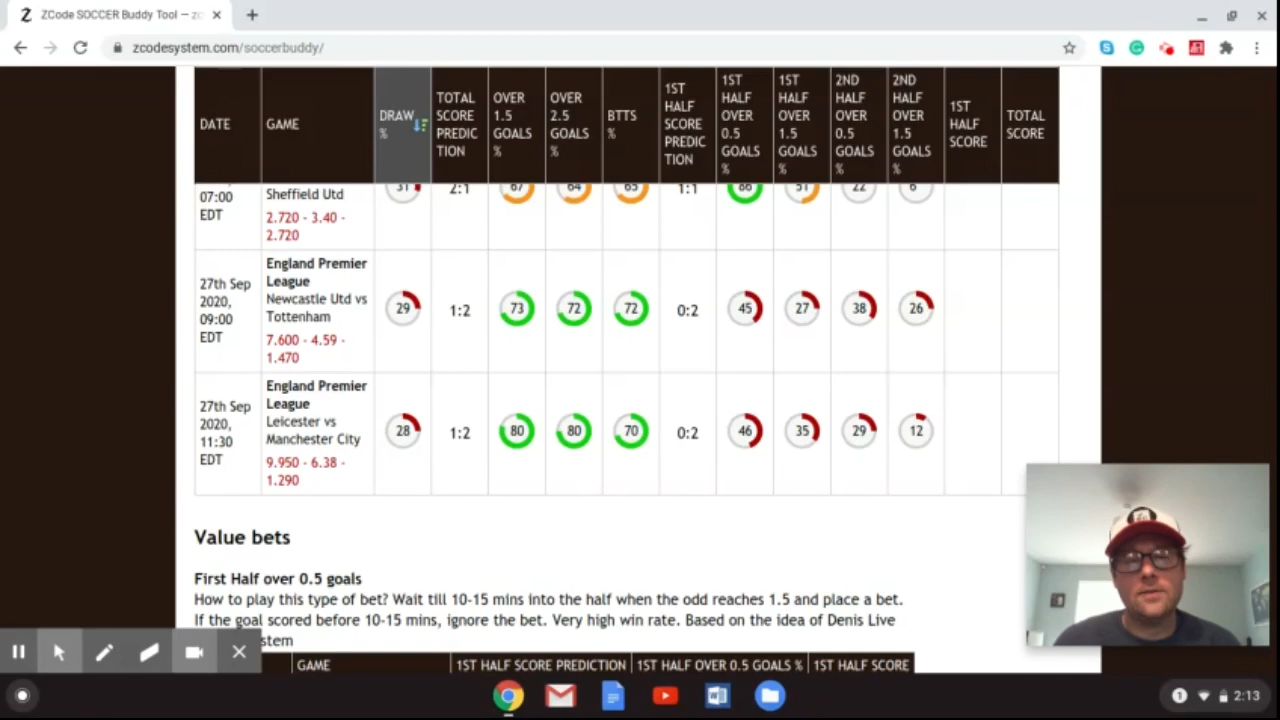 ZCode SOCCER Buddy Tool — zc
zcodesystem.com/soccerbuddy/
DATE
GAME
DRAW
%
TOTAL
SCORE
PREDIC
TION
OVER
1.5
GOALS
%
OVER
2.5
GOALS
%
BTTS
%
1ST
HALF
SCORE
PREDIC
TION
1ST
HALF
OVER
0.5
GOALS
%
1ST
HALF
OVER
1.5
GOALS
%
2ND
HALF
OVER
0.5
GOALS
%
2ND
HALF
OVER
1.5
GOALS
%
1ST
HALF
SCORE
TOTAL
SCORE
07:00
EDT
Sheffield Utd
2.720 - 3.40 -
2.720
31
2:1
67
64
65
1:1
86
51
22
6
27th Sep
2020,
09:00
EDT
England Premier
League
Newcastle Utd vs
Tottenham
7.600 - 4.59 -
1.470
29
1:2
73
72
72
0:2
45
27
38
26
27th Sep
2020,
11:30
EDT
England Premier
League
Leicester vs
Manchester City
9.950 - 6.38 -
1.290
28
1:2
80
80
70
0:2
46
35
29
12
Value bets
First Half over 0.5 goals
How to play this type of bet? Wait till 10-15 mins into the half when the odd reaches 1.5 and place a bet.
If the goal scored before 10-15 mins, ignore the bet. Very high win rate. Based on the idea of Denis Live
stem
GAME
1ST HALF SCORE PREDICTION
1ST HALF OVER 0.5 GOALS %
1ST HALF SCORE
1
2:13